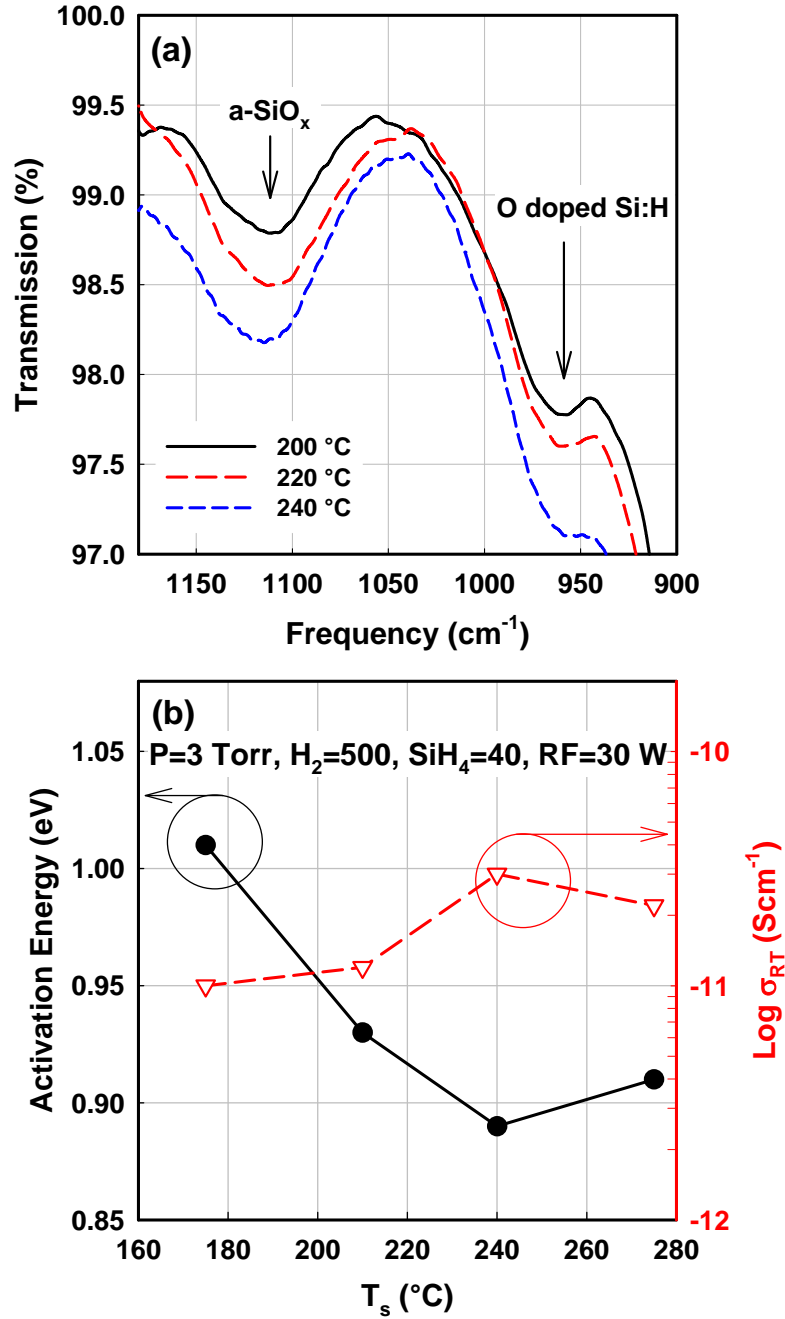 (a)
100.0
99.5
99.0
98.5
98.0
97.5
97.0
Transmission (%)
a-SiOₓ
O doped Si:H
200 °C
220 °C
240 °C
1150 1100 1050 1000 950 900
Frequency (cm⁻¹)
(b)
P=3 Torr, H₂=500, SiH₄=40, RF=30 W
1.05
1.00
0.95
0.90
0.85
Activation Energy (eV)
-10
-11
-12
Log σ_RT (Scm⁻¹)
160 180 200 220 240 260 280
T_s (°C)